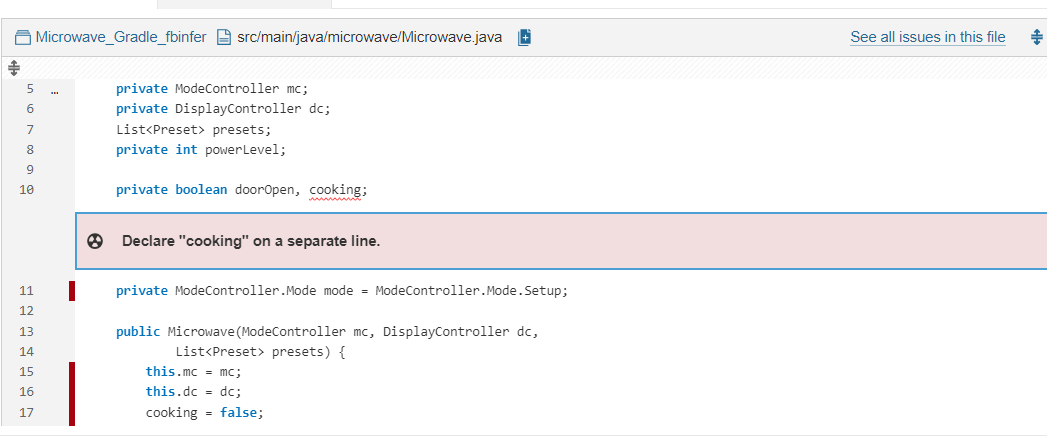 Microwave_Gradle_fbinfer src/main/java/microwave/Microwave.java See all issues in this file
5 … private ModeController mc;
6 private DisplayController dc;
7 List<Preset> presets;
8 private int powerLevel;
9
10 private boolean doorOpen, cooking;
Declare "cooking" on a separate line.
11 private ModeController.Mode mode = ModeController.Mode.Setup;
12
13 public Microwave(ModeController mc, DisplayController dc,
14 List<Preset> presets) {
15 this.mc = mc;
16 this.dc = dc;
17 cooking = false;